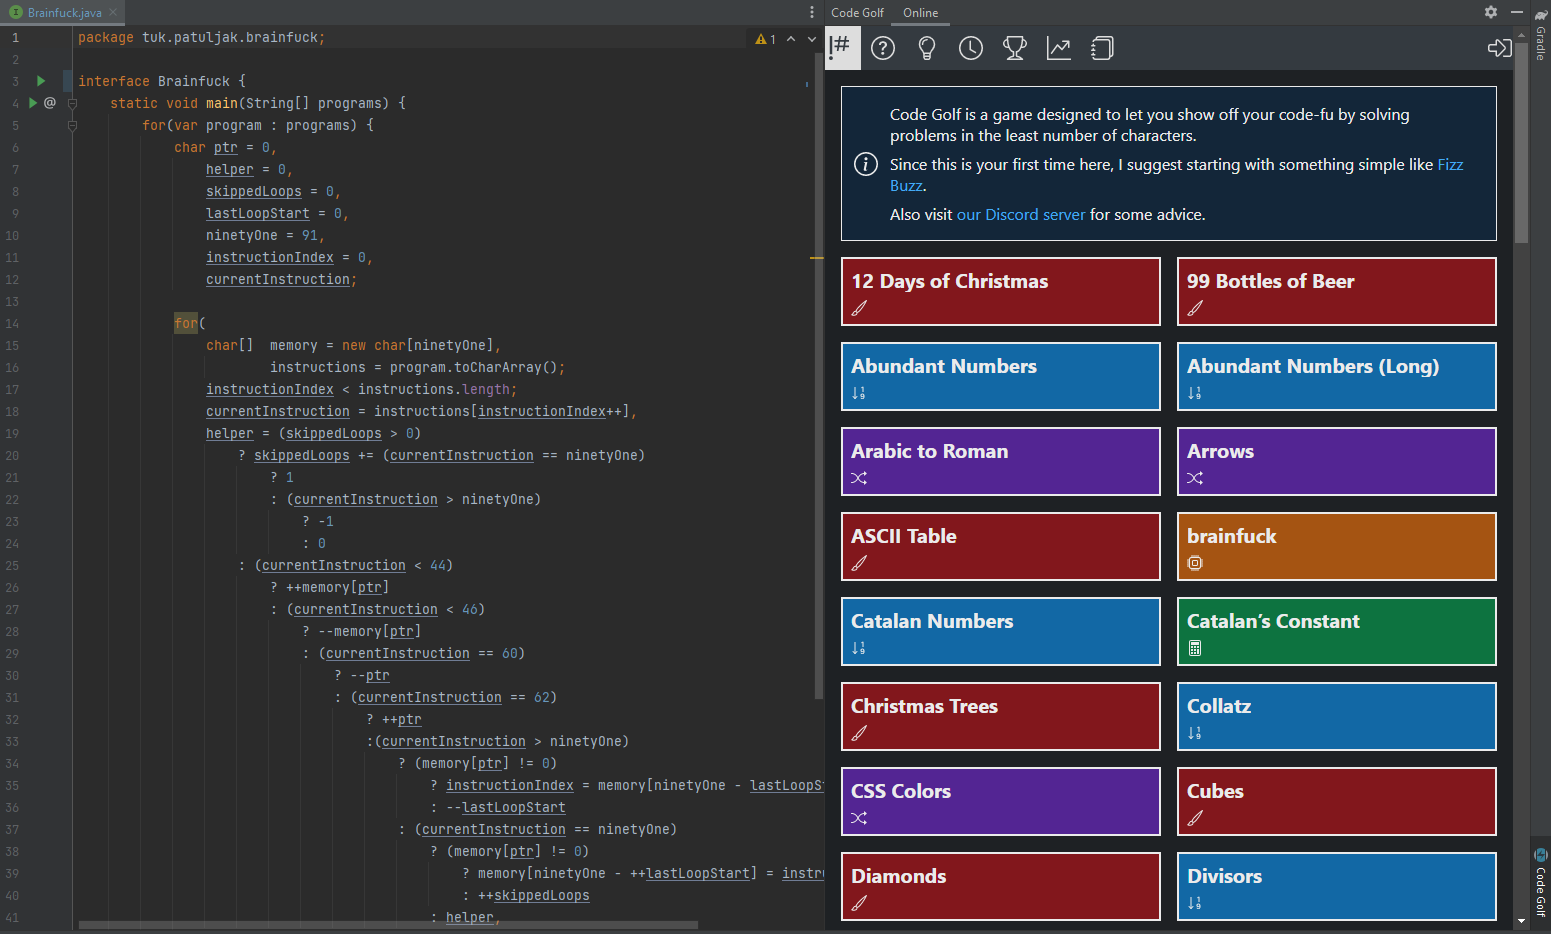 Brainfuck.java
1 package tuk.patuljak.brainfuck;
1
2
3 interface Brainfuck {
4 @ static void main(String[] programs) {
5 for(var program : programs) {
6 char ptr = 0,
7 helper = 0,
8 skippedLoops = 0,
9 lastLoopStart = 0,
10 ninetyOne = 91,
11 instructionIndex = 0,
12 currentInstruction;
13
14 for(
15 char[] memory = new char[ninetyOne],
16 instructions = program.toCharArray();
17 instructionIndex < instructions.length;
18 currentInstruction = instructions[instructionIndex++],
19 helper = (skippedLoops > 0)
20 ? skippedLoops += (currentInstruction == ninetyOne)
21 ? 1
22 : (currentInstruction > ninetyOne)
23 ? -1
24 : 0
25 : (currentInstruction < 44)
26 ? ++memory[ptr]
27 : (currentInstruction < 46)
28 ? --memory[ptr]
29 : (currentInstruction == 60)
30 ? --ptr
31 : (currentInstruction == 62)
32 ? ++ptr
33 :(currentInstruction > ninetyOne)
34 ? (memory[ptr] != 0)
35 ? instructionIndex = memory[ninetyOne - lastLoopSt
36 : --lastLoopStart
37 : (currentInstruction == ninetyOne)
38 ? (memory[ptr] != 0)
39 ? memory[ninetyOne - ++lastLoopStart] = instru
40 : ++skippedLoops
41 : helper,
Code Golf Online
Code Golf is a game designed to let you show off your code-fu by solving
problems in the least number of characters.
Since this is your first time here, I suggest starting with something simple like Fizz
Buzz.
Also visit our Discord server for some advice.
12 Days of Christmas
99 Bottles of Beer
Abundant Numbers
Abundant Numbers (Long)
Arabic to Roman
Arrows
ASCII Table
brainfuck
Catalan Numbers
Catalan’s Constant
Christmas Trees
Collatz
CSS Colors
Cubes
Diamonds
Divisors
Gradle
Code Golf